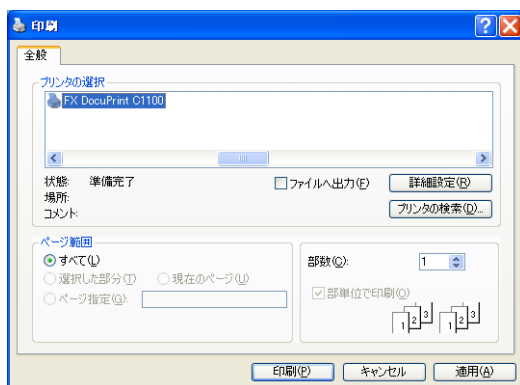 印刷
全般
プリンタの選択
FX DocuPrint C1100
状態: 準備完了
場所:
コメント:
ファイルへ出力(F)
詳細設定(R)
プリンタの検索(D)...
ページ範囲
すべて(L)
選択した部分(T) 現在のページ(U)
ページ指定(G):
部数(C): 1
部単位で印刷(O)
1 2 3 1 2 3
印刷(P) キャンセル 適用(A)